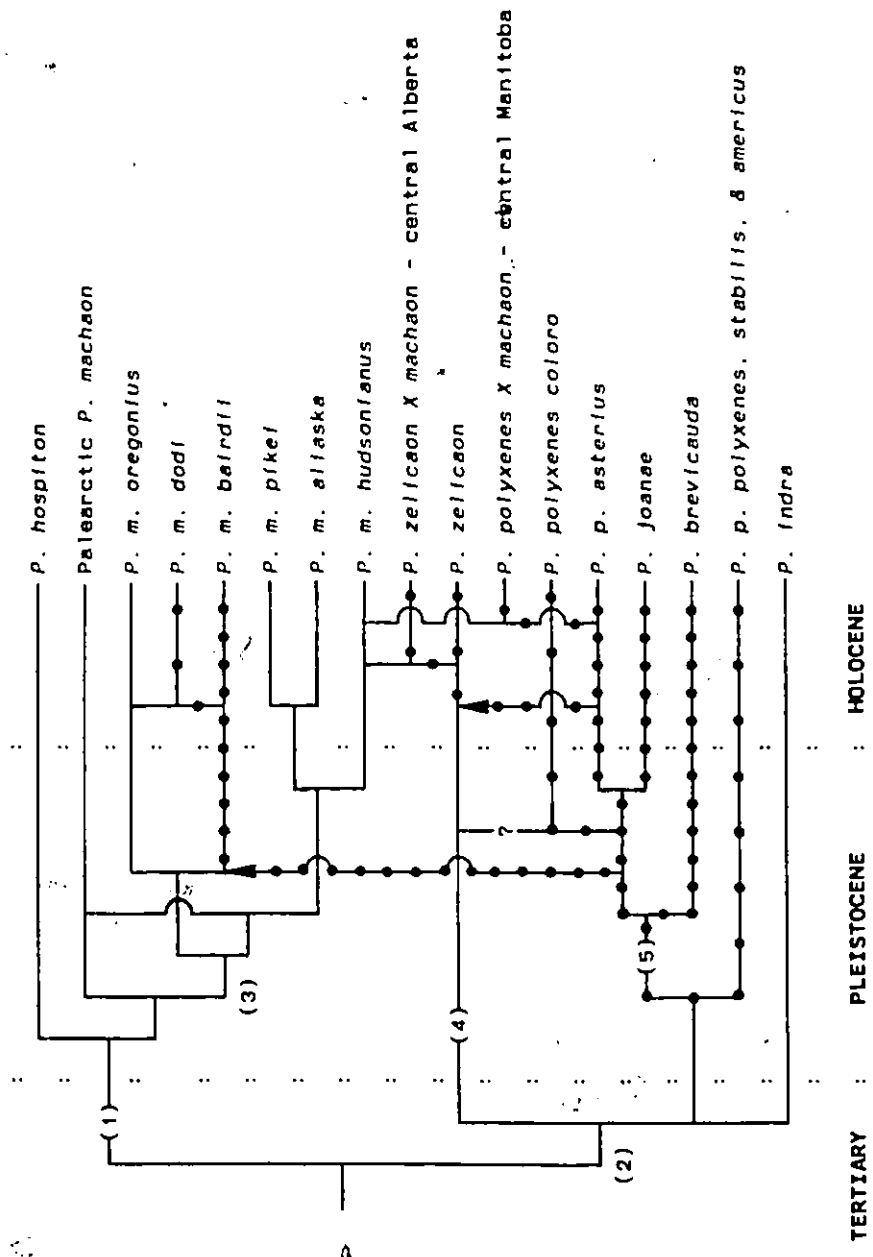 P. hospiton
Palearctic P. machaon
P. m. oregonius
P. m. dodi
P. m. bairdii
P. m. pikei
P. m. aliaska
P. m. hudsonianus
P. zelicaon X machaon - central Alberta
P. zelicaon
P. polyxenes X machaon - central Manitoba
P. polyxenes coloro
P. p. asterius
P. joanae
P. brevicauda
P. p. polyxenes, stabilis, & americus
P. indra
(1)
(2)
(3)
(4)
(5)
?
TERTIARY : PLEISTOCENE : HOLOCENE